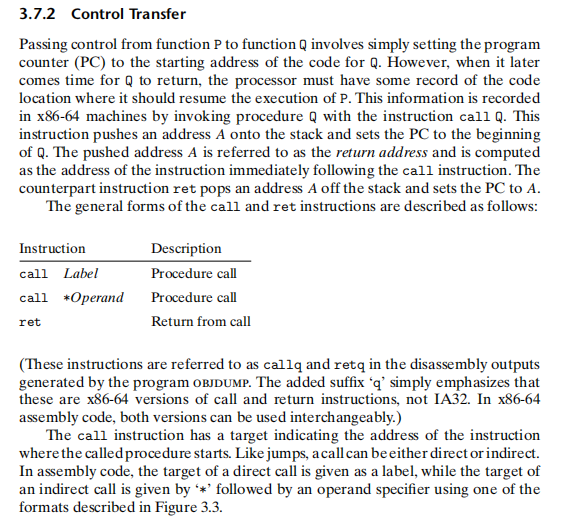 3.7.2 Control Transfer
Passing control from function P to function Q involves simply setting the program
counter (PC) to the starting address of the code for Q. However, when it later
comes time for Q to return, the processor must have some record of the code
location where it should resume the execution of P. This information is recorded
in x86-64 machines by invoking procedure Q with the instruction call Q. This
instruction pushes an address A onto the stack and sets the PC to the beginning
of Q. The pushed address A is referred to as the return address and is computed
as the address of the instruction immediately following the call instruction. The
counterpart instruction ret pops an address A off the stack and sets the PC to A.
The general forms of the call and ret instructions are described as follows:
Instruction Description
call Label Procedure call
call *Operand Procedure call
ret Return from call
(These instructions are referred to as callq and retq in the disassembly outputs
generated by the program OBJDUMP. The added suffix ‘q’ simply emphasizes that
these are x86-64 versions of call and return instructions, not IA32. In x86-64
assembly code, both versions can be used interchangeably.)
The call instruction has a target indicating the address of the instruction
where the called procedure starts. Like jumps, a call can be either direct or indirect.
In assembly code, the target of a direct call is given as a label, while the target of
an indirect call is given by ‘*’ followed by an operand specifier using one of the
formats described in Figure 3.3.